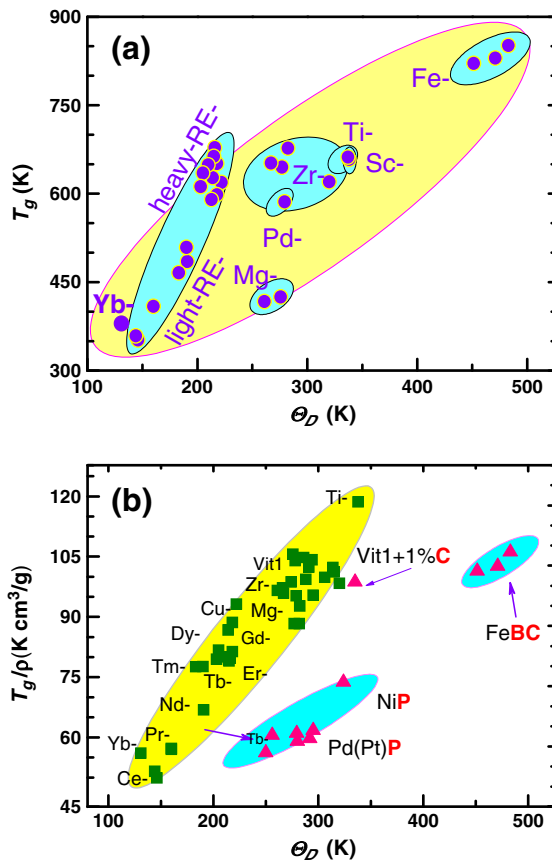 (a)
900
750
600
450
300
T_g (K)
100 200 300 400 500
Θ_D (K)
Fe-
heavy-RE-
Ti-
Sc-
Zr-
Pd-
Mg-
light-RE-
Yb-
(b)
120
105
90
75
60
45
T_g/ρ(K cm³/g)
100 200 300 400 500
Θ_D (K)
Ti-
Vit1
Vit1+1%C
Zr-
Cu-
Mg-
FeBC
Dy-
Gd-
Tm-
Tb-
Er-
Nd-
NiP
Yb-
Pr-
Tb-
Pd(Pt)P
Ce-